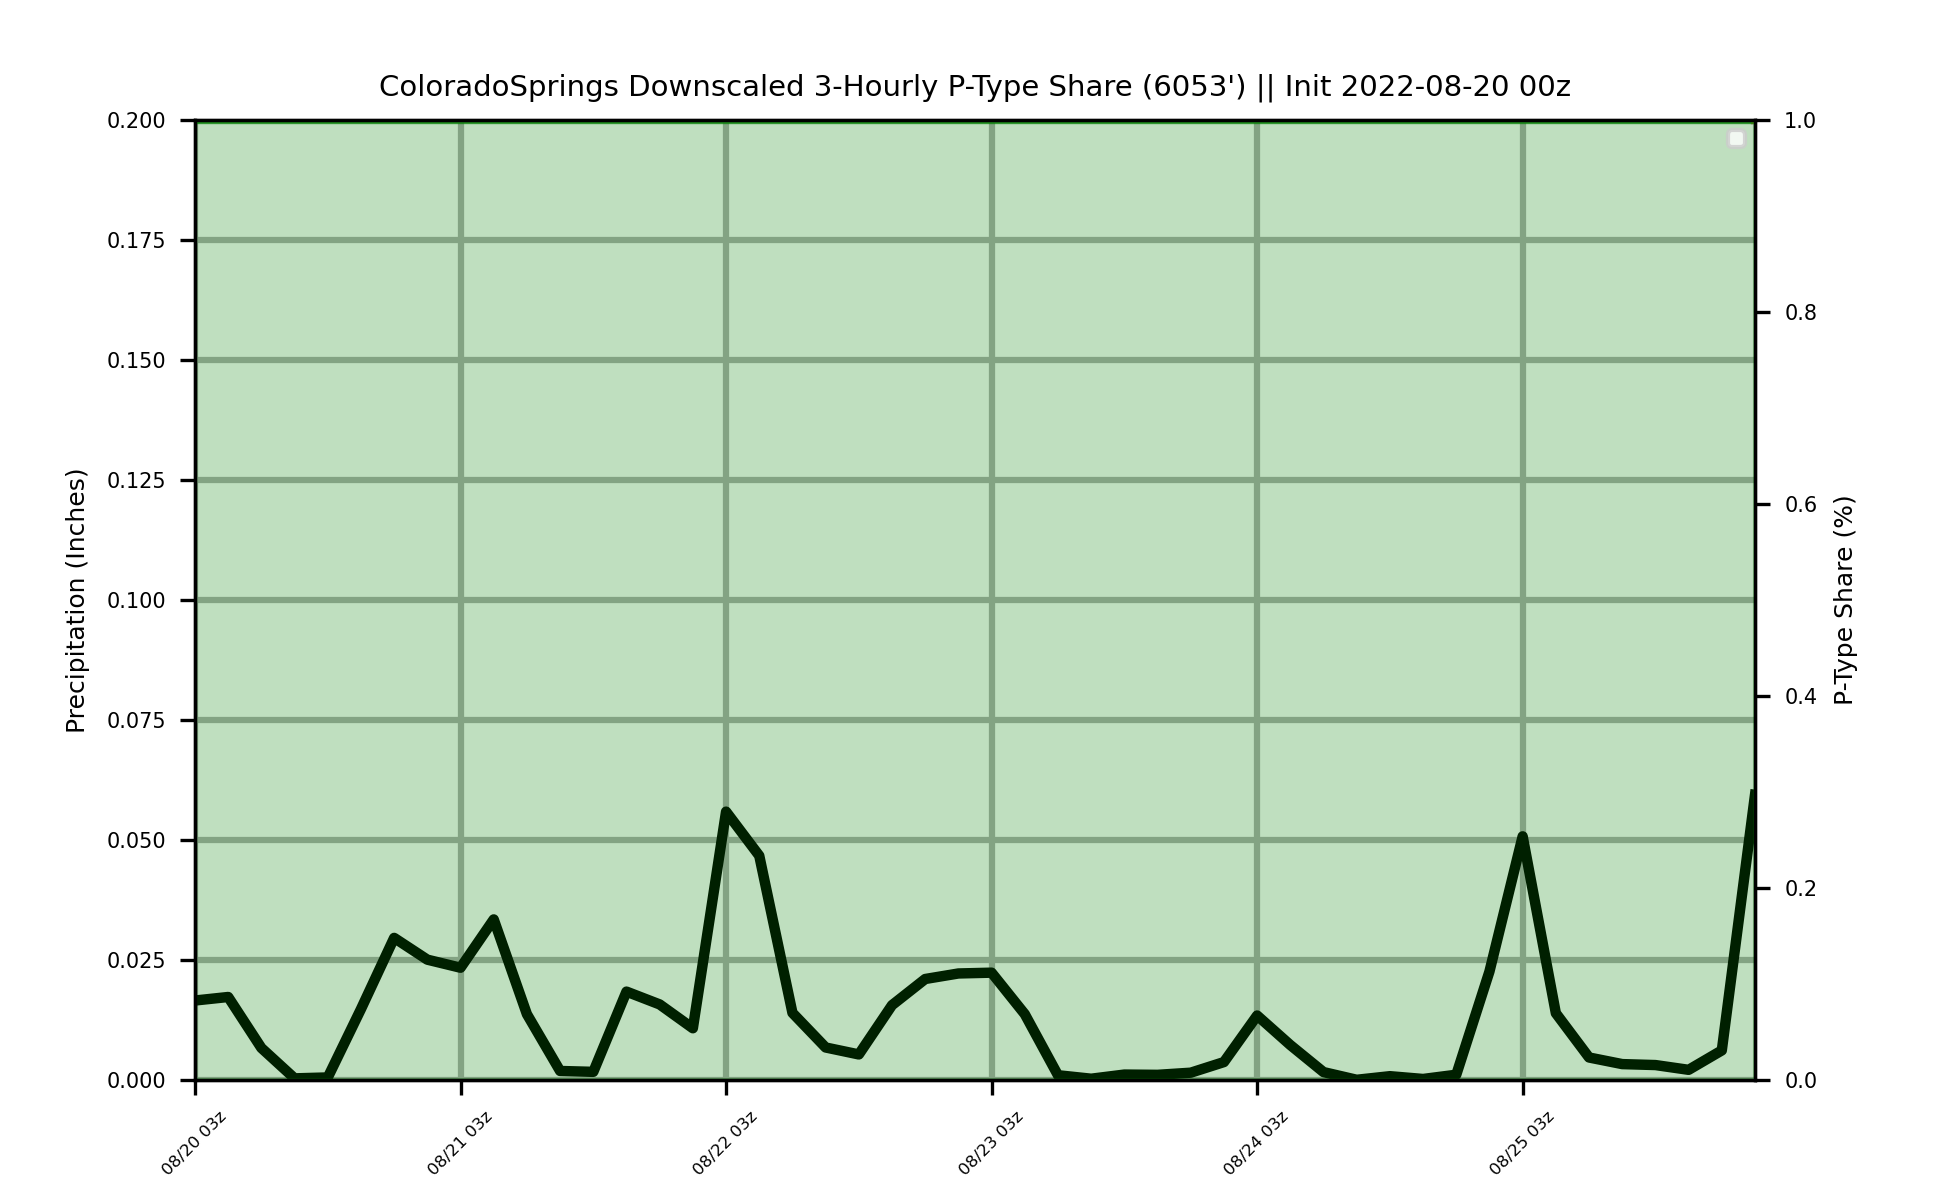 ColoradoSprings Downscaled 3-Hourly P-Type Share (6053') || Init 2022-08-20 00z
0.200
0.175
0.150
0.125
0.100
0.075
0.050
0.025
0.000
Precipitation (Inches)
1.0
0.8
0.6
0.4
0.2
0.0
P-Type Share (%)
08/20 03z
08/21 03z
08/22 03z
08/23 03z
08/24 03z
08/25 03z